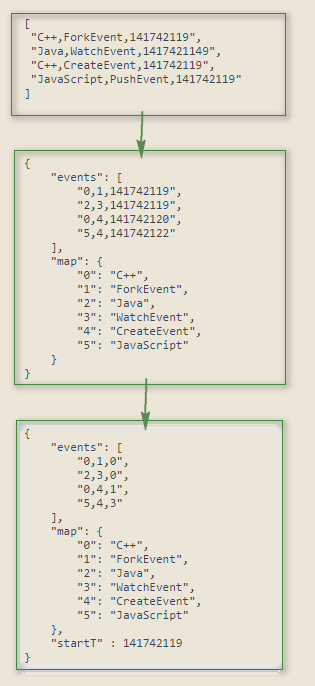 [
"C++,ForkEvent,141742119",
"Java,WatchEvent,1417421149",
"C++,CreateEvent,141742119",
"JavaScript,PushEvent,141742119"
]
{
"events": [
"0,1,141742119",
"2,3,141742119",
"0,4,141742120",
"5,4,141742122"
],
"map": {
"0": "C++",
"1": "ForkEvent",
"2": "Java",
"3": "WatchEvent",
"4": "CreateEvent",
"5": "JavaScript"
}
}
{
"events": [
"0,1,0",
"2,3,0",
"0,4,1",
"5,4,3"
],
"map": {
"0": "C++",
"1": "ForkEvent",
"2": "Java",
"3": "WatchEvent",
"4": "CreateEvent",
"5": "JavaScript"
},
"startT" : 141742119
}